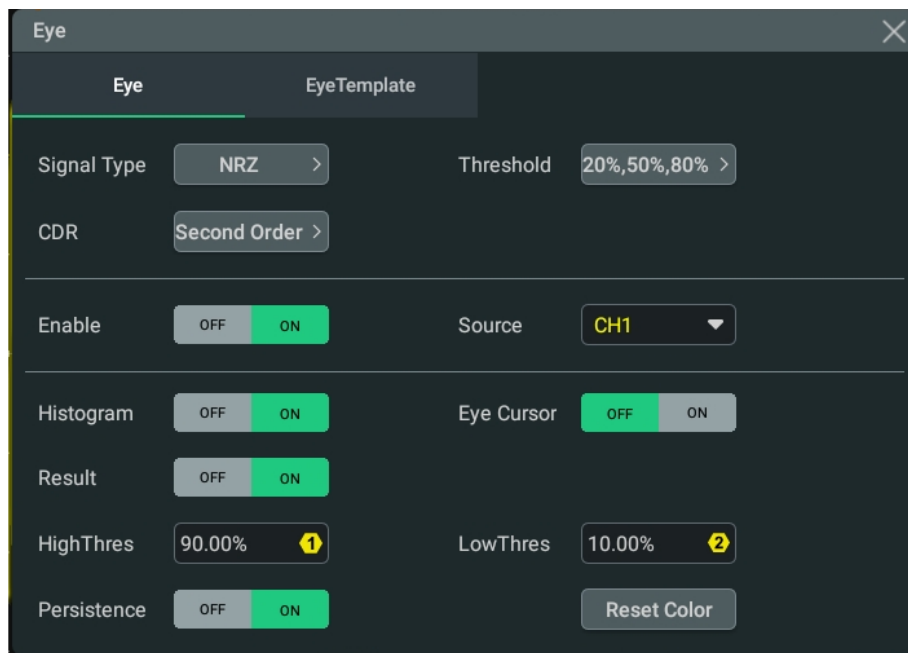 Eye
Eye EyeTemplate
Signal Type NRZ > Threshold 20%,50%,80% >
CDR Second Order >
Enable OFF ON Source CH1
Histogram OFF ON Eye Cursor OFF ON
Result OFF ON
HighThres 90.00% 1 LowThres 10.00% 2
Persistence OFF ON Reset Color